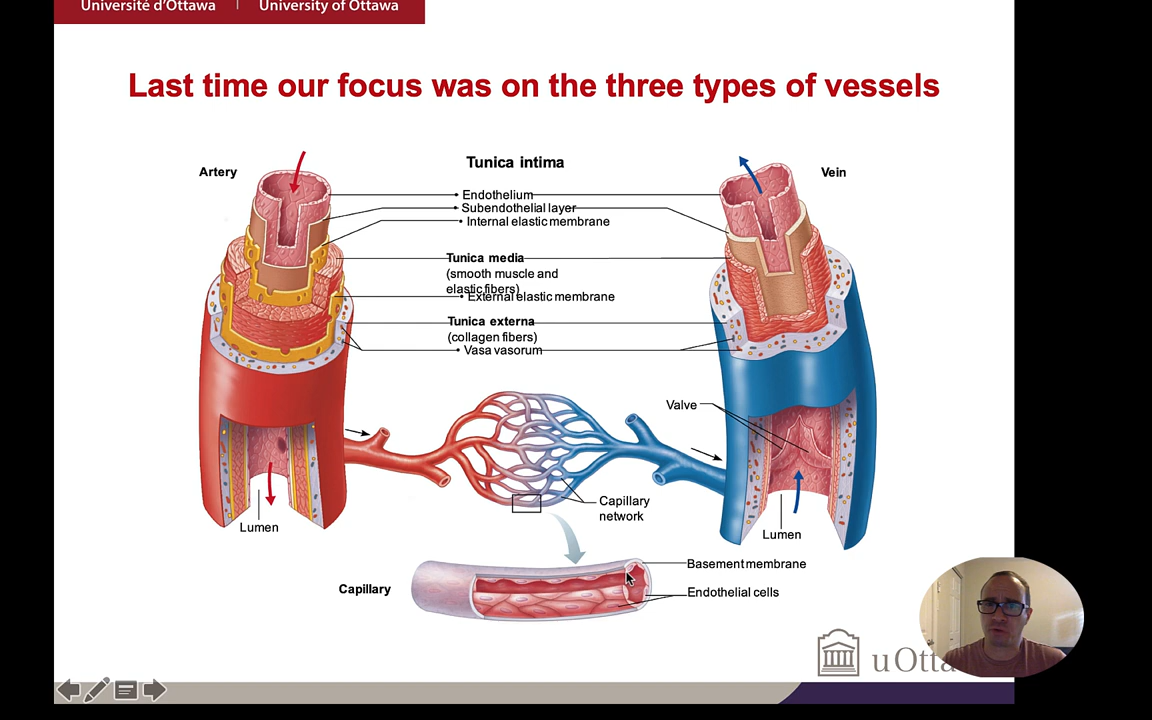 Université d'Ottawa | University of Ottawa
Last time our focus was on the three types of vessels
Artery
Tunica intima
Vein
• Endothelium
• Subendothelial layer
• Internal elastic membrane
Tunica media
(smooth muscle and
elastic fibers)
• External elastic membrane
Tunica externa
(collagen fibers)
• Vasa vasorum
Valve
Capillary
network
Lumen
Lumen
Capillary
Basement membrane
Endothelial cells
uOtta